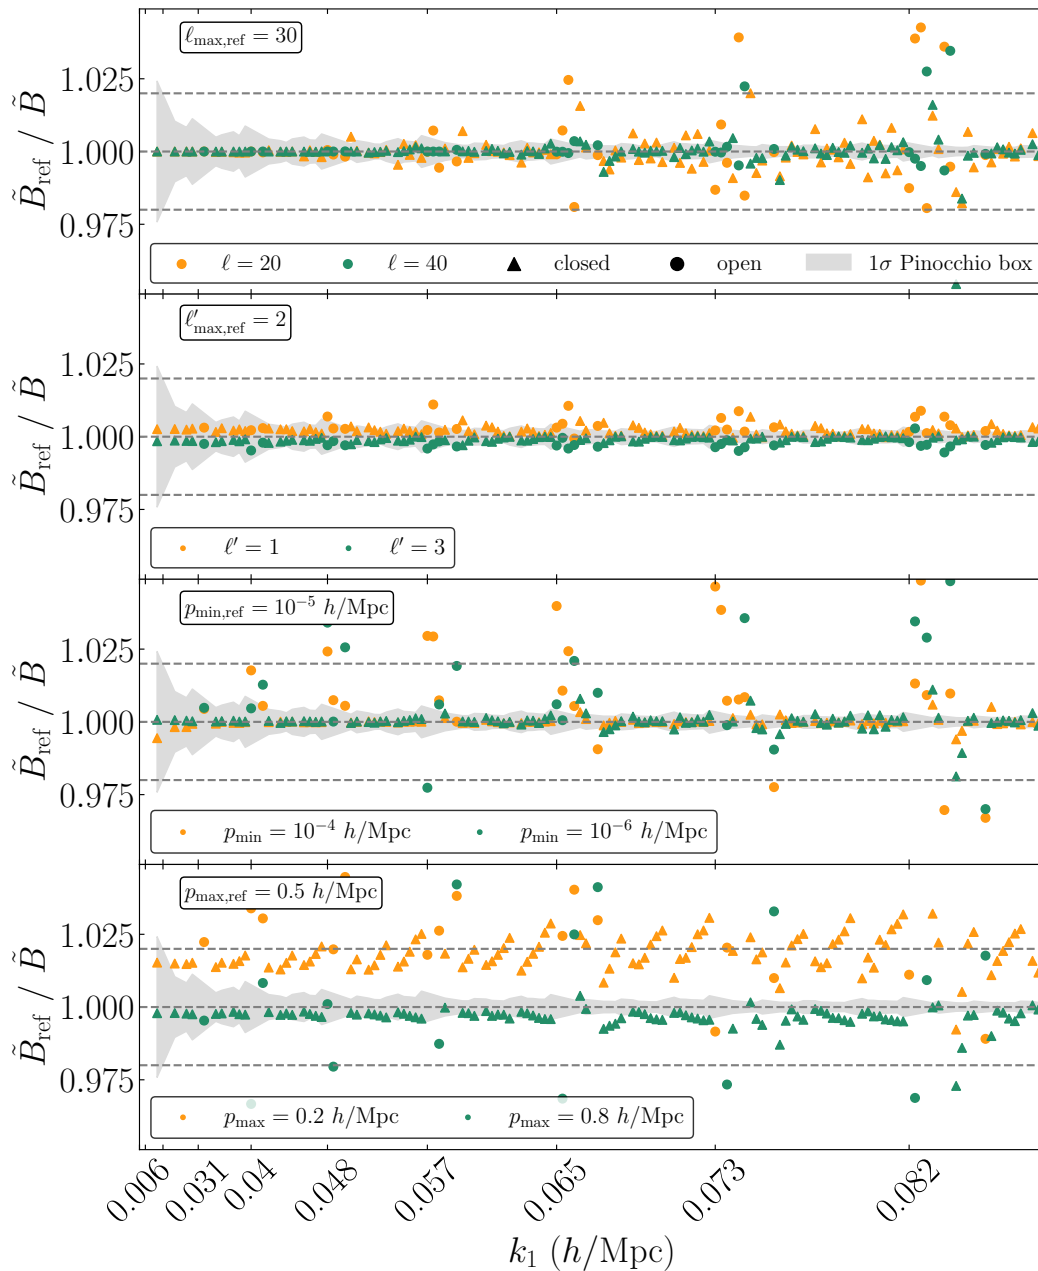 ℓmax,ref = 30
1.025
1.000
0.975
B̃ref / B̃
ℓ = 20 ℓ = 40 closed open 1σ Pinocchio box
ℓ′max,ref = 2
1.025
1.000
0.975
B̃ref / B̃
ℓ′ = 1 ℓ′ = 3
pmin,ref = 10⁻⁵ h/Mpc
1.025
1.000
0.975
B̃ref / B̃
pmin = 10⁻⁴ h/Mpc pmin = 10⁻⁶ h/Mpc
pmax,ref = 0.5 h/Mpc
1.025
1.000
0.975
B̃ref / B̃
pmax = 0.2 h/Mpc pmax = 0.8 h/Mpc
0.006 0.031 0.04 0.048 0.057 0.065 0.073 0.082
k₁ (h/Mpc)